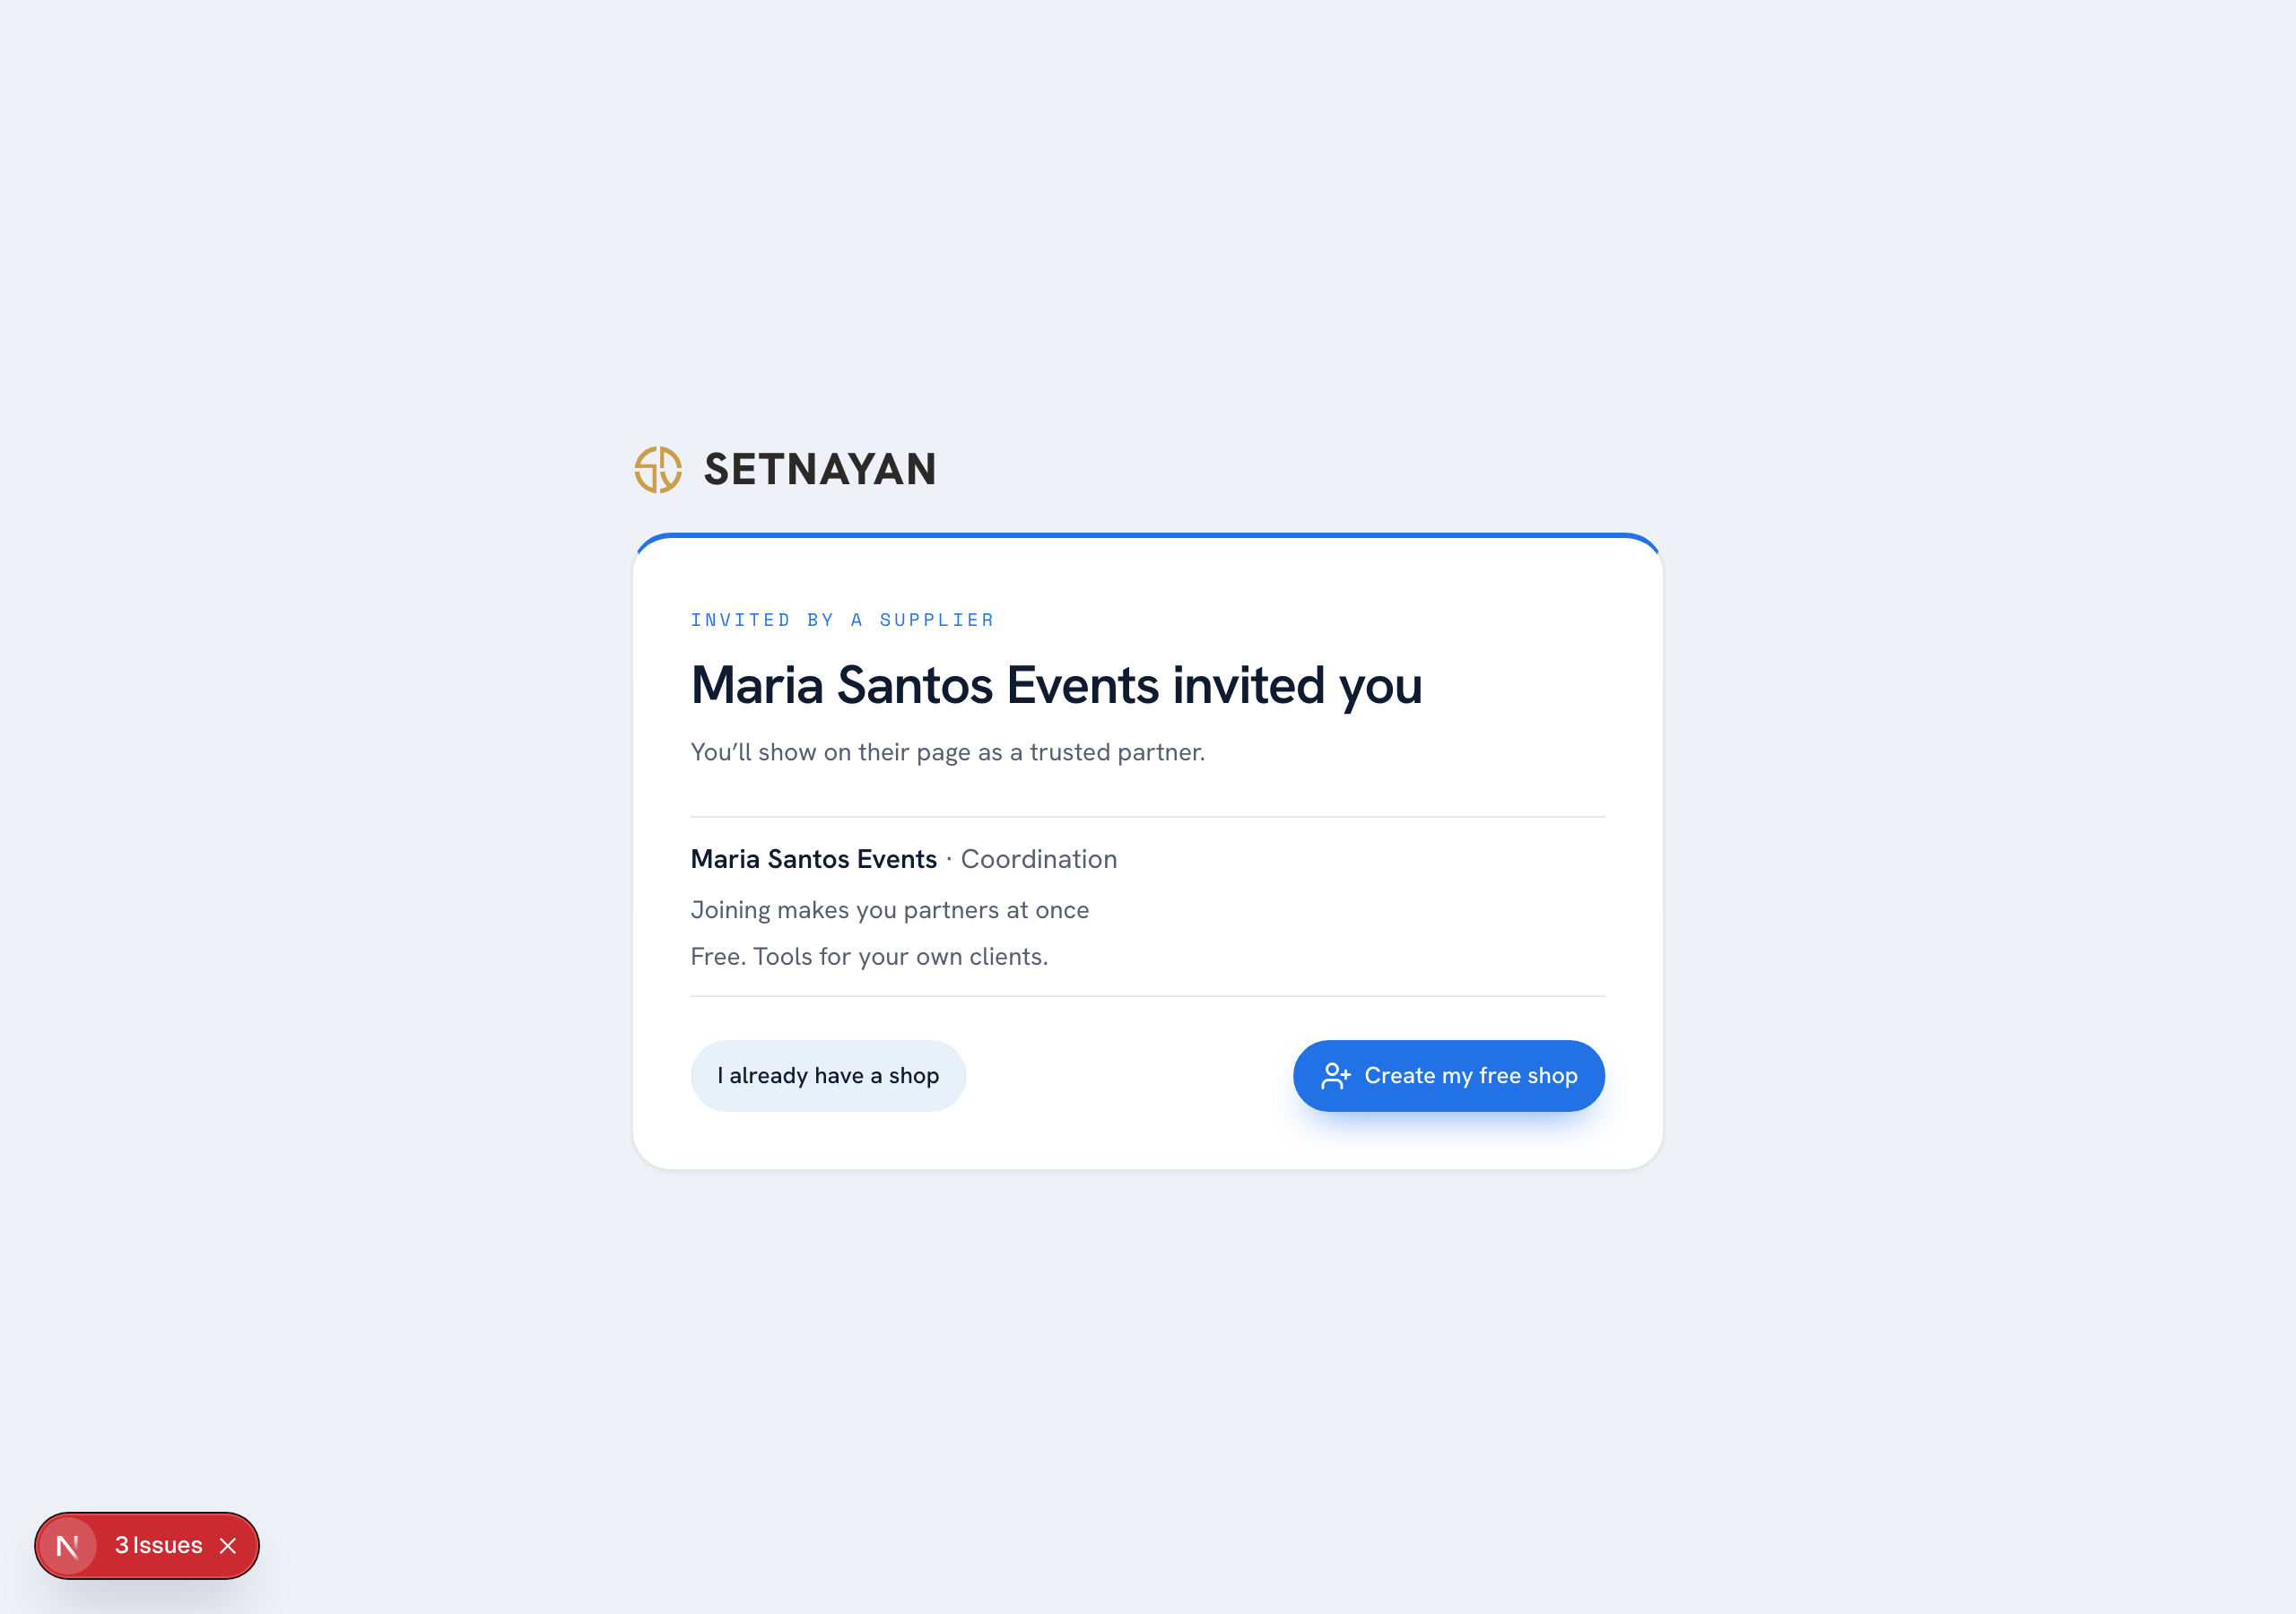 SETNAYAN
INVITED BY A SUPPLIER
Maria Santos Events invited you
You’ll show on their page as a trusted partner.
Maria Santos Events · Coordination
Joining makes you partners at once
Free. Tools for your own clients.
I already have a shop
Create my free shop
N 3 Issues